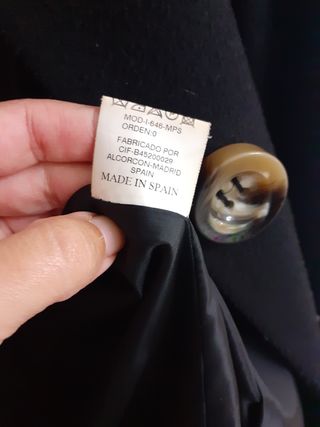 MOD-I-646-MPS
ORDEN:0
FABRICADO POR
CIF-B45200029
ALCORCON-MADRID
SPAIN
MADE IN SPAIN